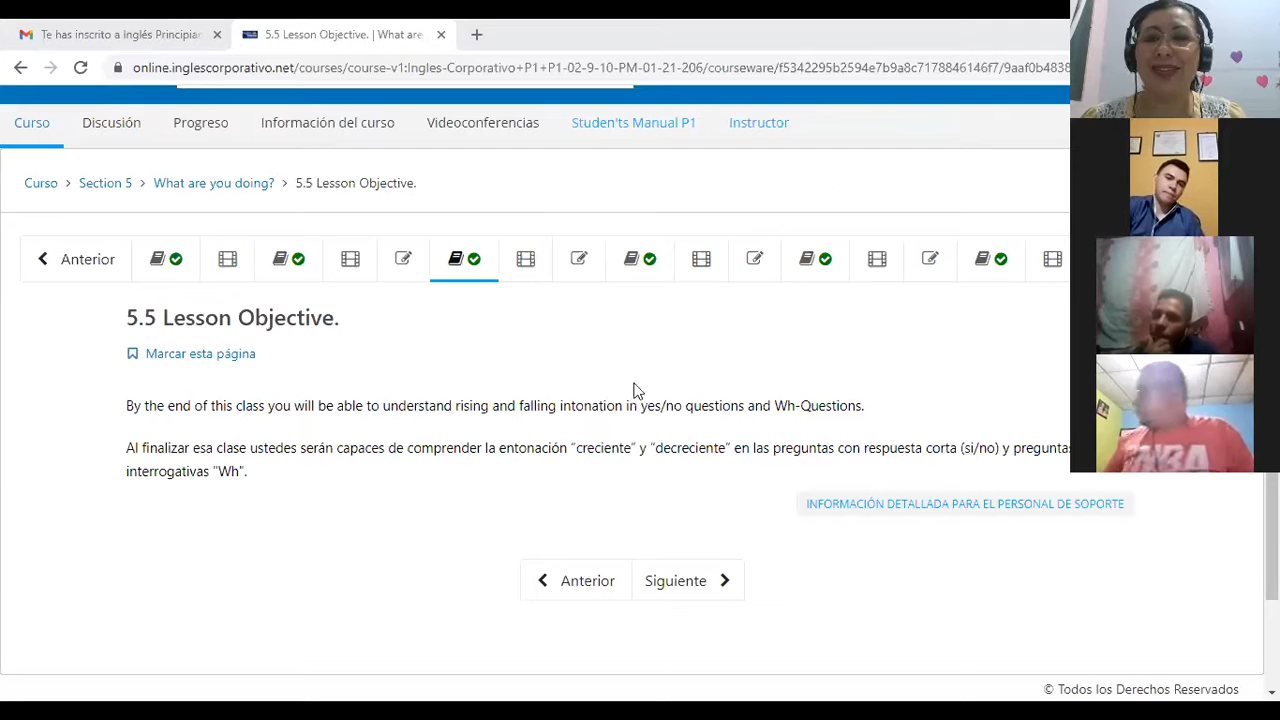 Te has inscrito a Inglés Principian
5.5 Lesson Objective. | What are
online.inglescorporativo.net/courses/course-v1:Ingles-Corporativo+P1+P1-02-9-10-PM-01-21-206/courseware/f5342295b2594e7b9a8c7178846146f7/9aaf0b4838
Curso Discusión Progreso Información del curso Videoconferencias Studen'ts Manual P1 Instructor
Curso > Section 5 > What are you doing? > 5.5 Lesson Objective.
Anterior
5.5 Lesson Objective.
Marcar esta página
By the end of this class you will be able to understand rising and falling intonation in yes/no questions and Wh-Questions.
Al finalizar esa clase ustedes serán capaces de comprender la entonación “creciente” y “decreciente” en las preguntas con respuesta corta (si/no) y preguntas
interrogativas "Wh".
INFORMACIÓN DETALLADA PARA EL PERSONAL DE SOPORTE
Anterior Siguiente
© Todos los Derechos Reservados